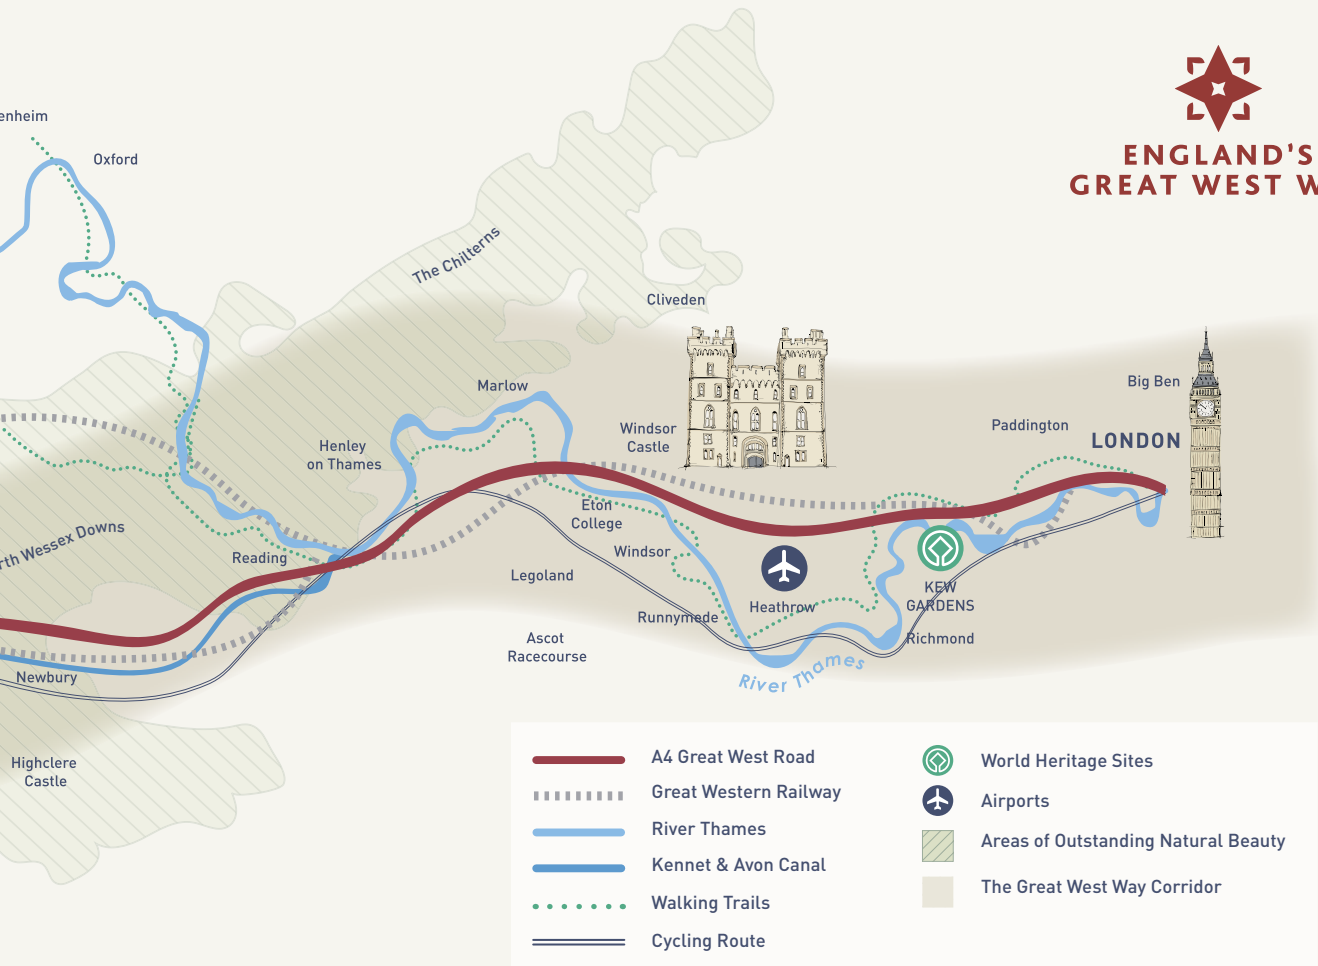 ENGLAND'S
GREAT WEST
enheim
Oxford
The Chilterns
Cliveden
Marlow
Big Ben
Windsor
Castle
Paddington
LONDON
Henley
on Thames
Eton
College
rth Wessex Downs
Reading
Windsor
Legoland
Heathrow
KEW
GARDENS
Runnymede
Richmond
Ascot
Racecourse
River Thames
Newbury
Highclere
Castle
A4 Great West Road
Great Western Railway
River Thames
Kennet & Avon Canal
Walking Trails
Cycling Route
World Heritage Sites
Airports
Areas of Outstanding Natural Beauty
The Great West Way Corridor